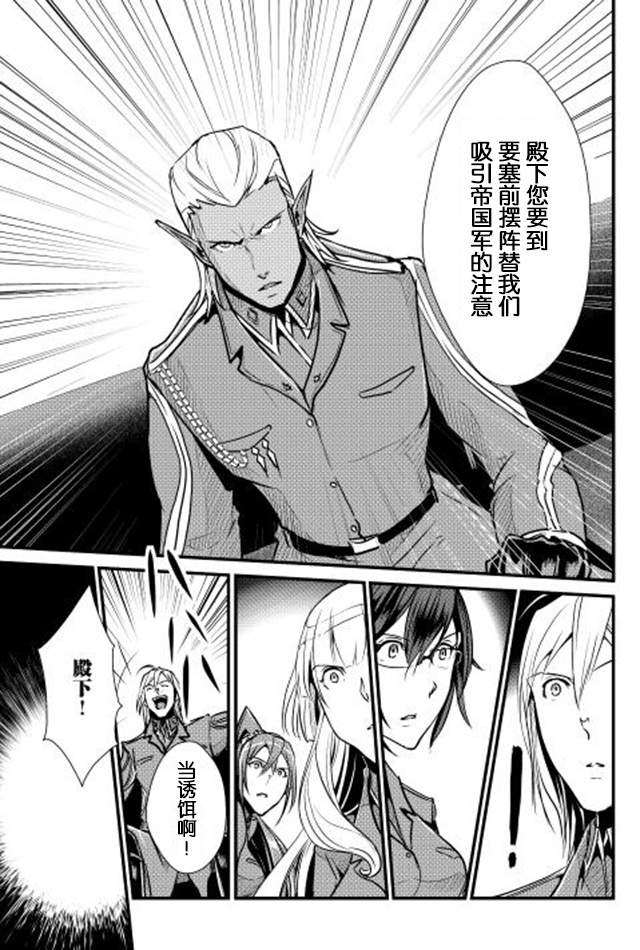 殿下您要到
要塞前摆阵替我们
吸引帝国军的注意
当诱饵啊！
殿下！